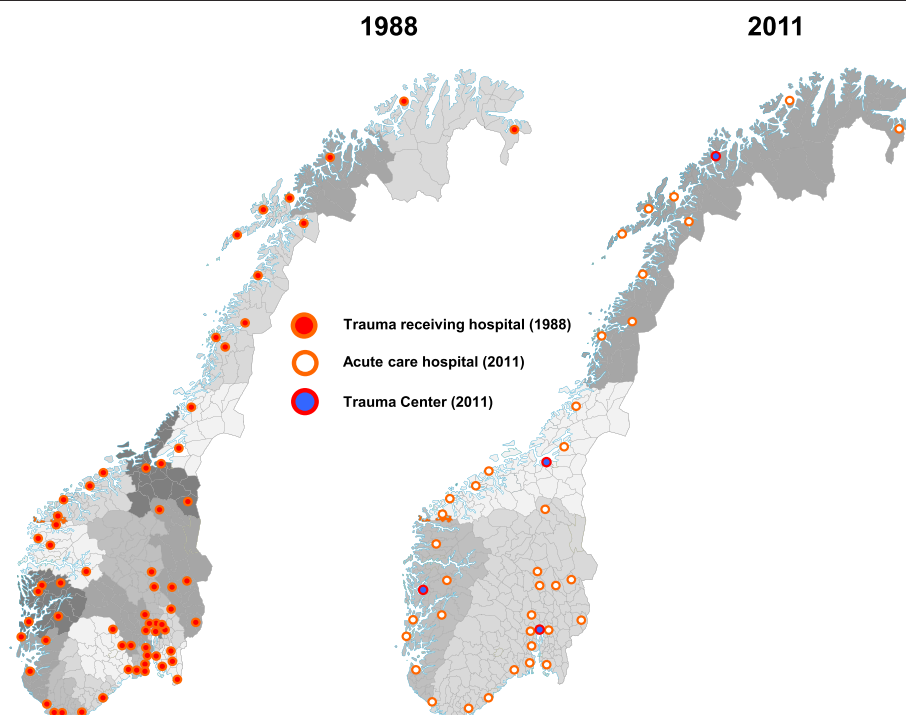 1988
2011
Trauma receiving hospital (1988)
Acute care hospital (2011)
Trauma Center (2011)